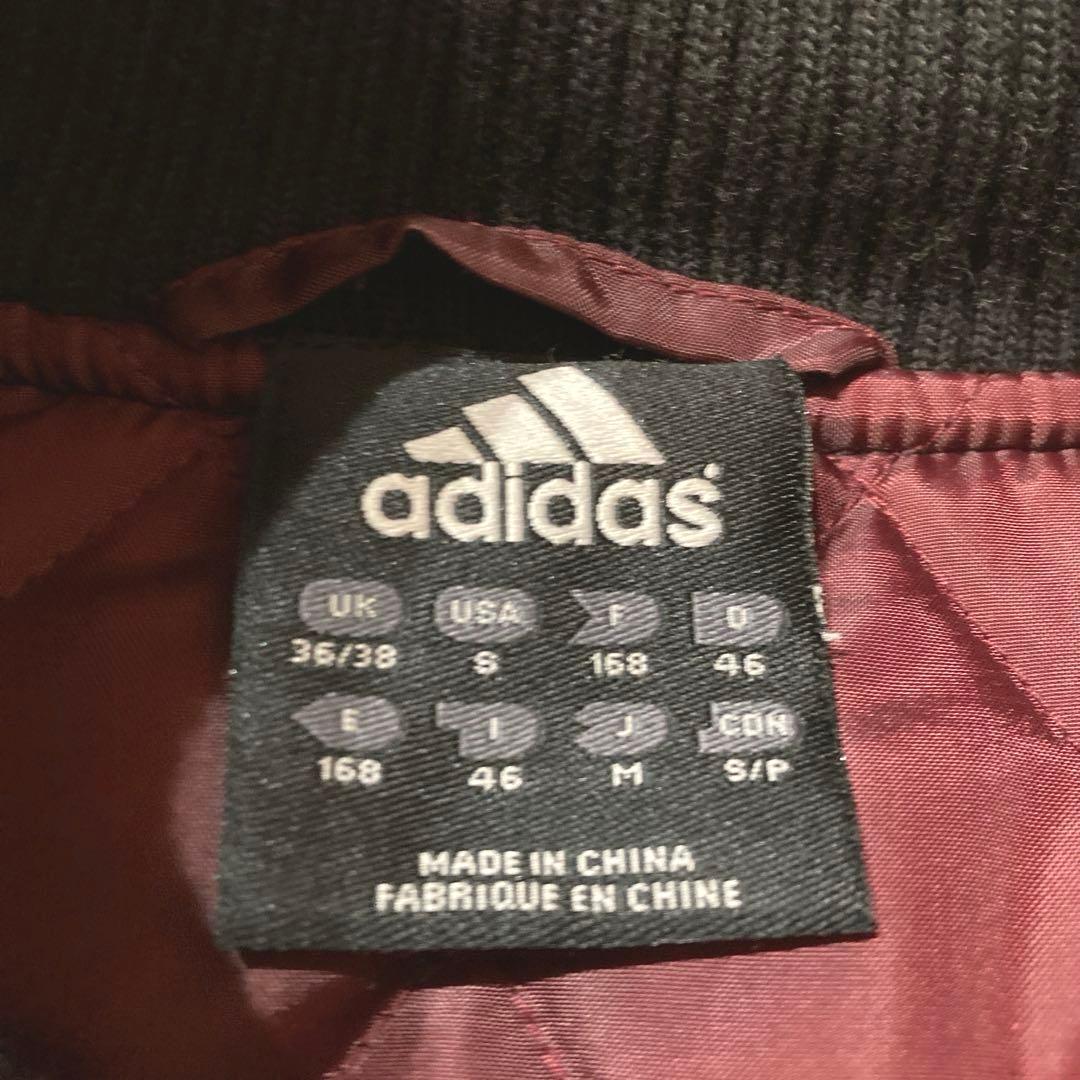 adidas
UK USA F D
36/38 S 168 46
E I J CDN
168 46 M S/P
MADE IN CHINA
FABRIQUE EN CHINE